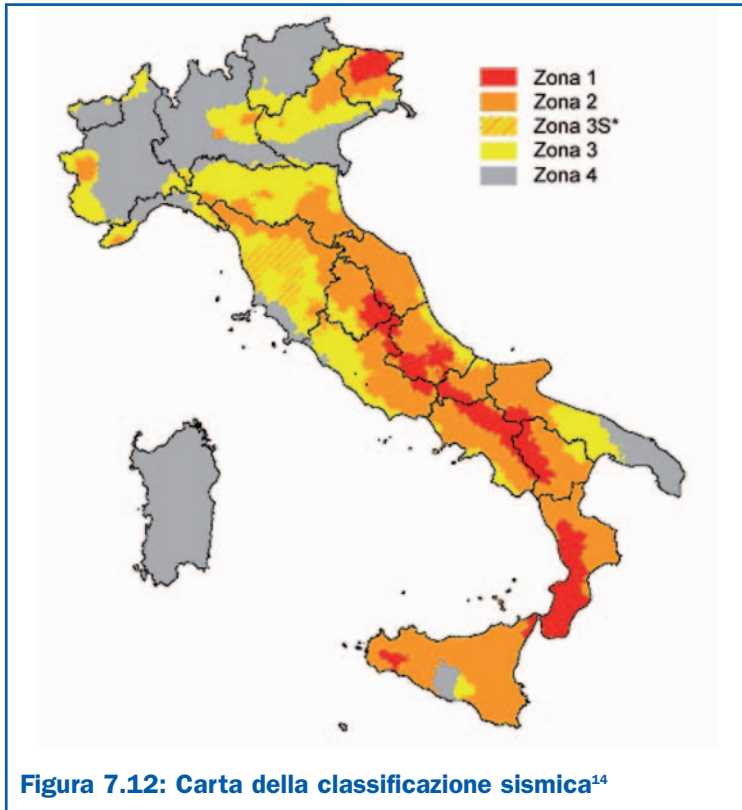 Zona 1
Zona 2
Zona 3S*
Zona 3
Zona 4
Figura 7.12: Carta della classificazione sismica¹⁴